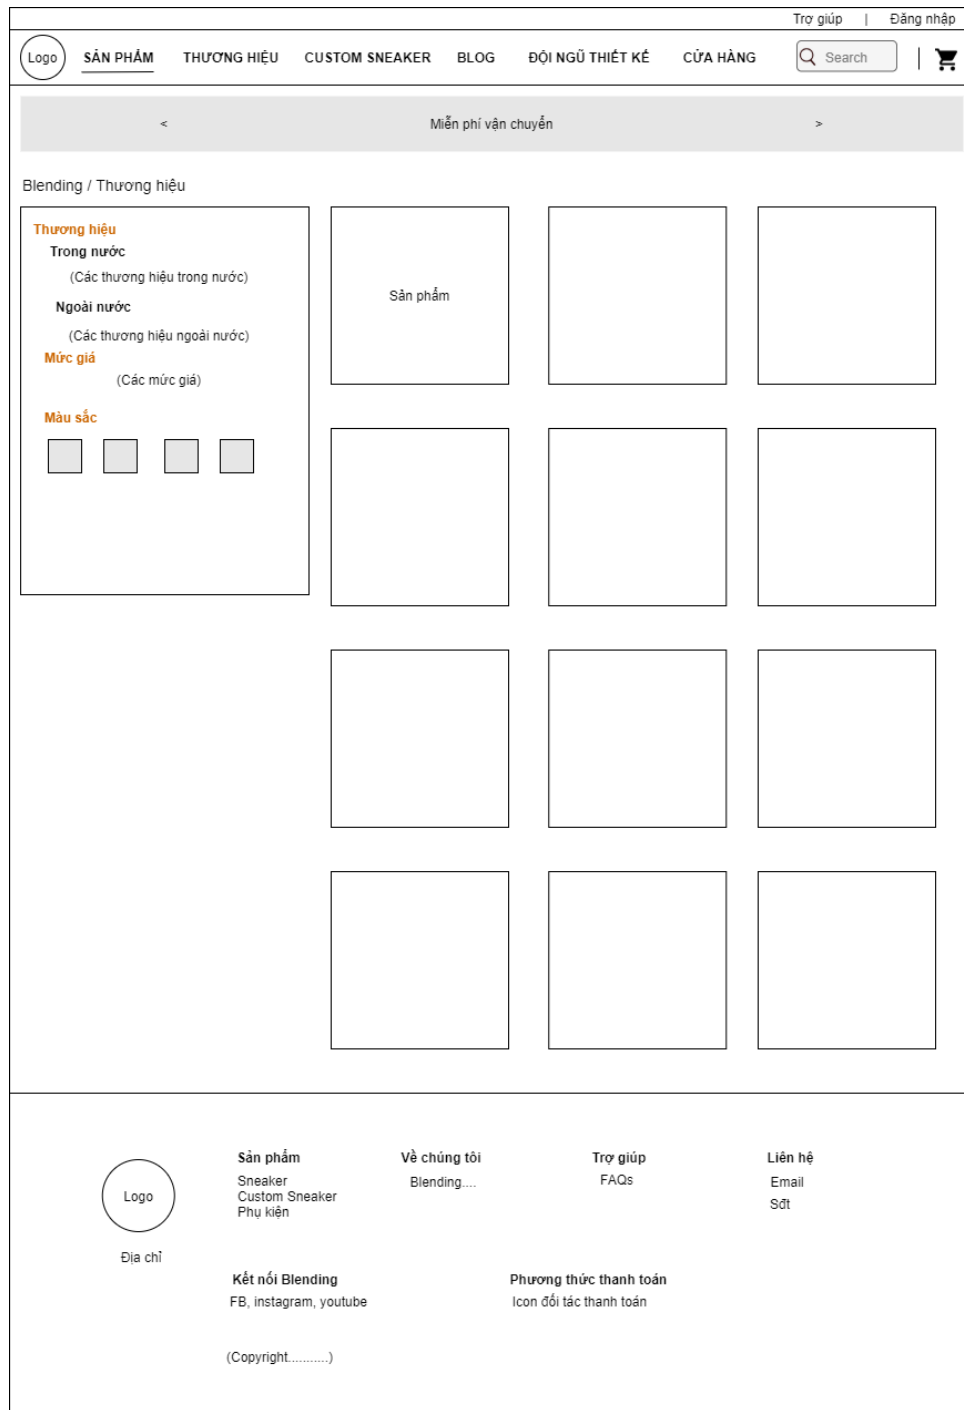 Trợ giúp | Đăng nhập
Logo SẢN PHẨM THƯƠNG HIỆU CUSTOM SNEAKER BLOG ĐỘI NGŨ THIẾT KẾ CỬA HÀNG Search
< Miễn phí vận chuyển >
Blending / Thương hiệu
Thương hiệu
Trong nước
(Các thương hiệu trong nước)
Ngoài nước
(Các thương hiệu ngoài nước)
Mức giá
(Các mức giá)
Màu sắc
Sản phẩm
Logo
Địa chỉ
Sản phẩm
Sneaker
Custom Sneaker
Phụ kiện
Về chúng tôi
Blending....
Trợ giúp
FAQs
Liên hệ
Email
Sđt
Kết nối Blending
FB, instagram, youtube
Phương thức thanh toán
Icon đối tác thanh toán
(Copyright...........)